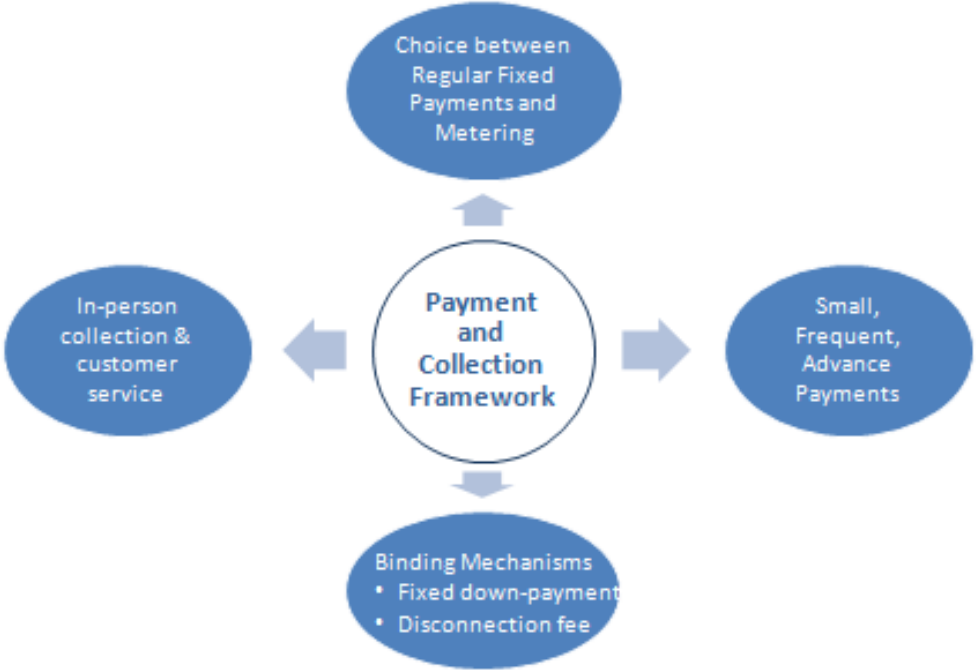 Choice between
Regular Fixed
Payments and
Metering
In-person
collection &
customer
service
Payment
and
Collection
Framework
Small,
Frequent,
Advance
Payments
Binding Mechanisms
• Fixed down-payment
• Disconnection fee